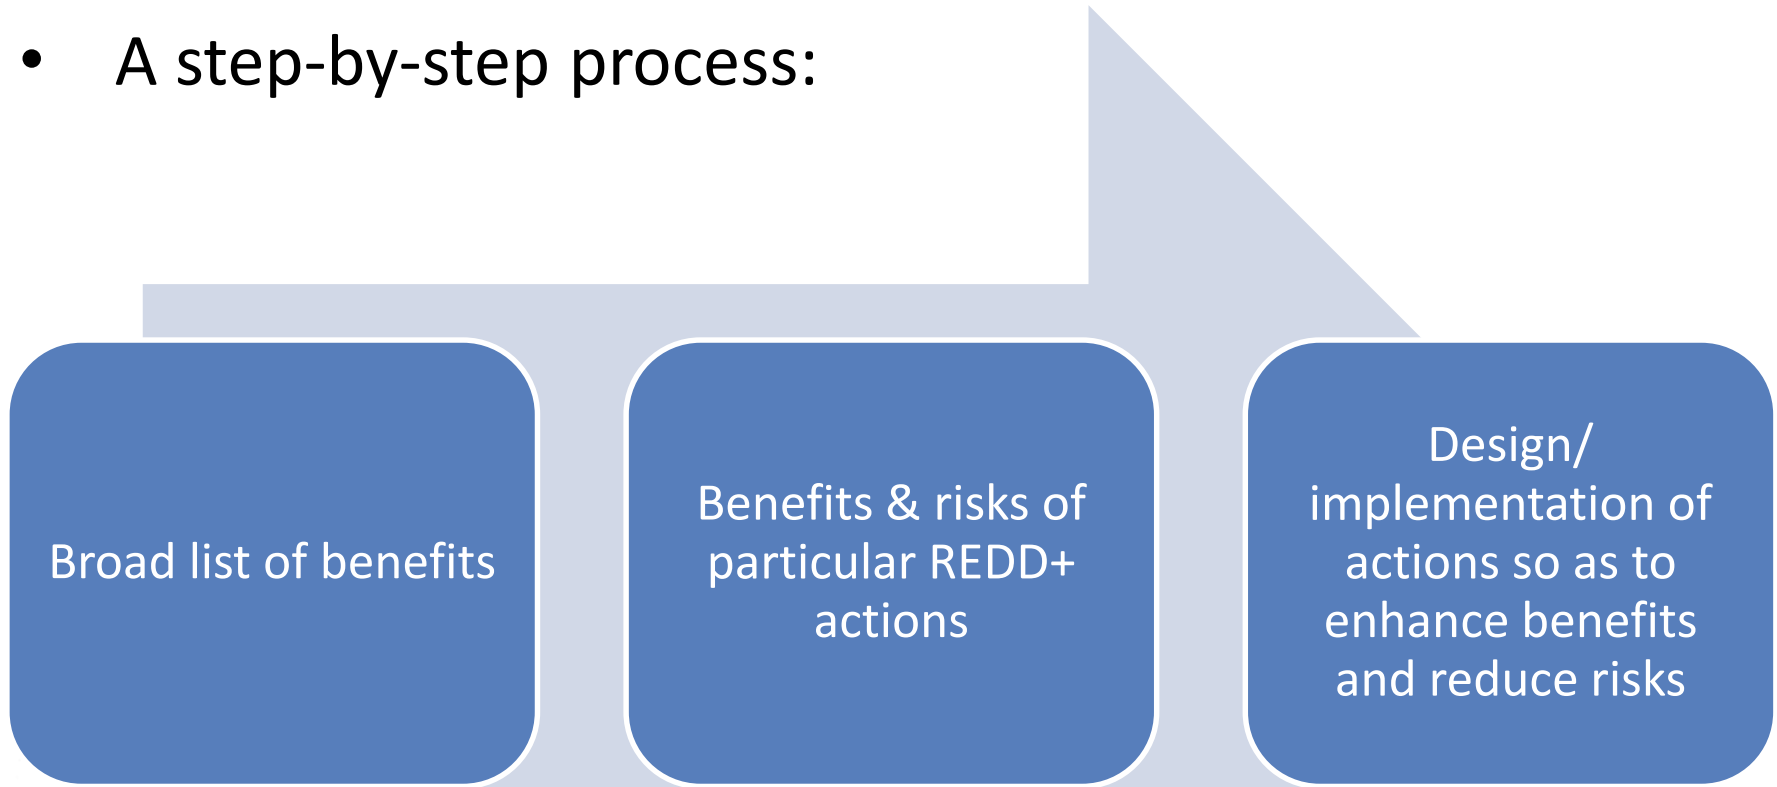 • A step-by-step process:
Broad list of benefits
Benefits & risks of
particular REDD+
actions
Design/
implementation of
actions so as to
enhance benefits
and reduce risks